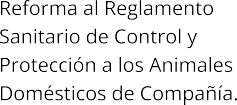 Reforma al Reglamento
Sanitario de Control y
Protección a los Animales
Domésticos de Compañía.